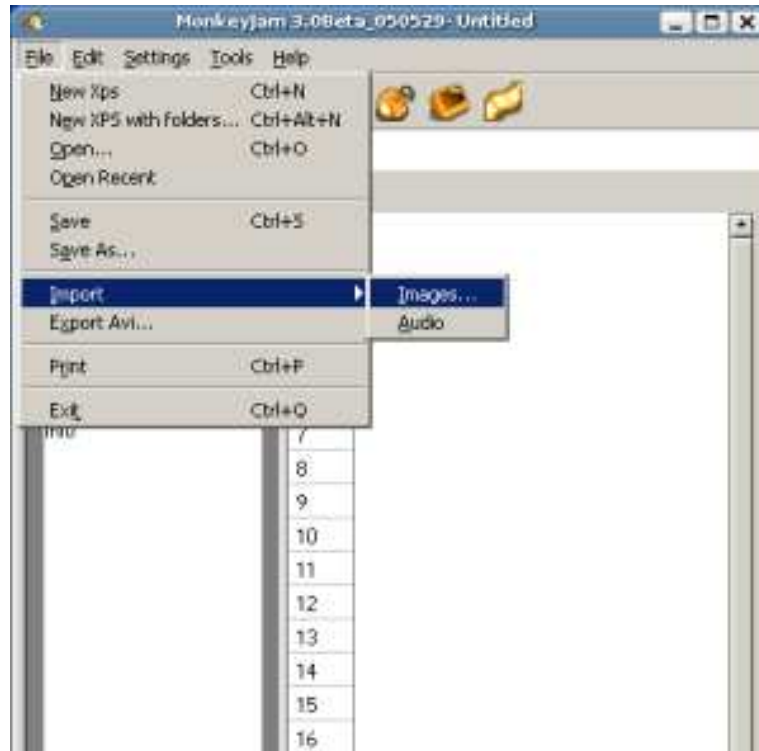 MonkeyJam 3.0Beta_050529- Untitled
File Edit Settings Tools Help
New Xps Ctrl+N
New XPS with folders... Ctrl+Alt+N
Open... Ctrl+O
Open Recent
Save Ctrl+S
Save As...
Import Images...
Export Avi... Audio
Print Ctrl+P
Exit Ctrl+Q
Info 7
8
9
10
11
12
13
14
15
16